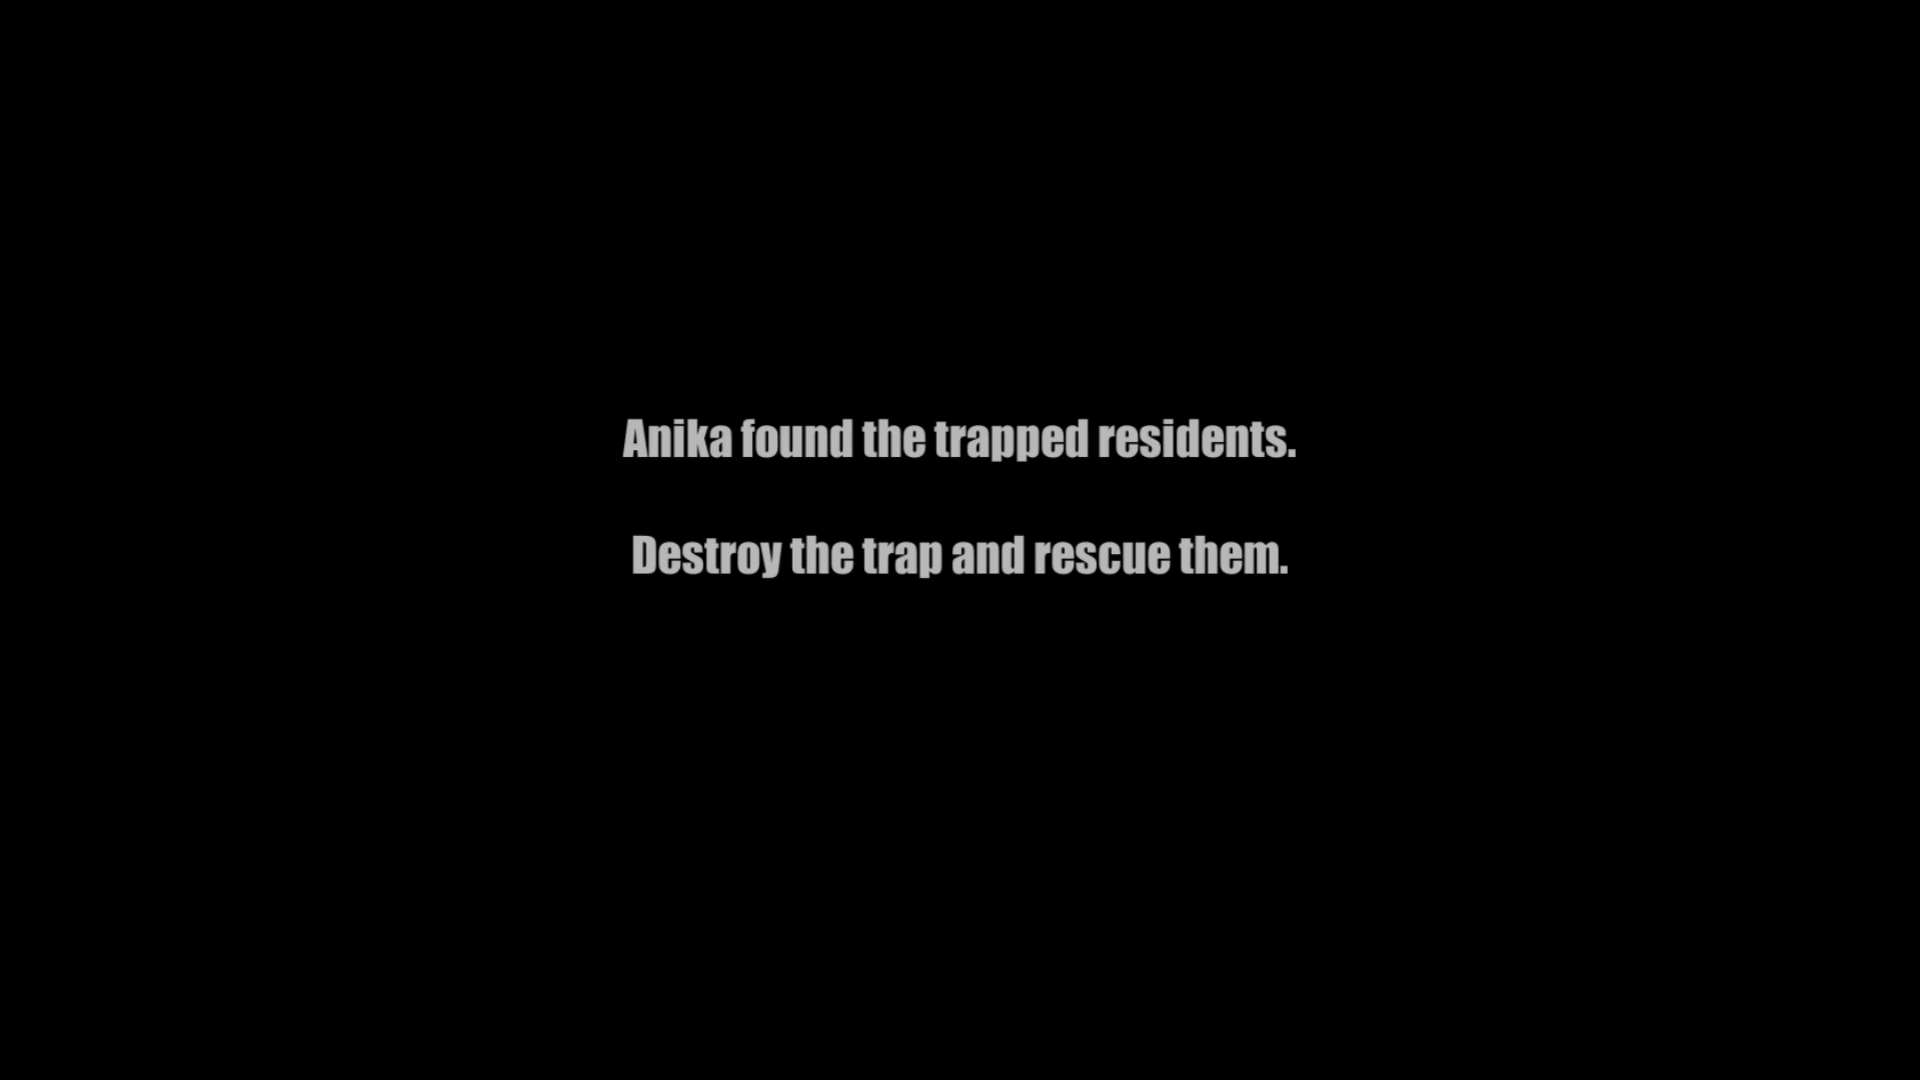 Anika found the trapped residents.
Destroy the trap and rescue them.